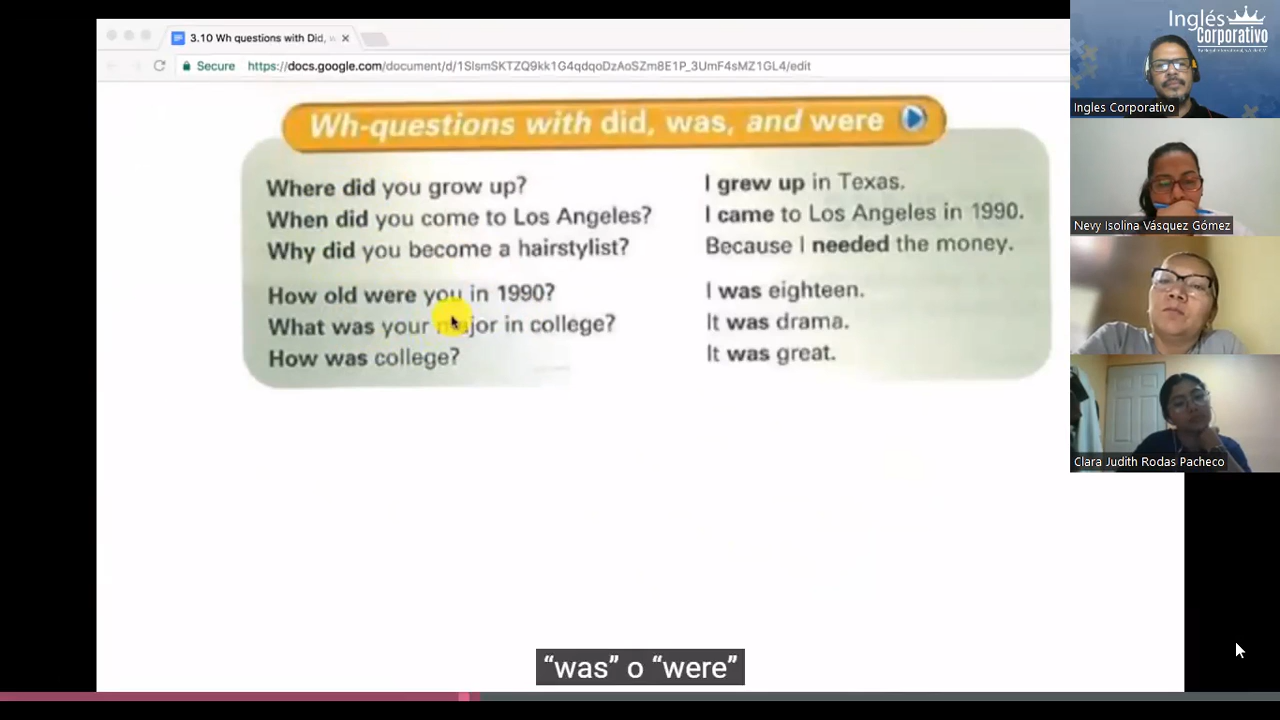 3.10 Wh questions with Did, w
Secure https://docs.google.com/document/d/1SlsmSKTZQ9kk1G4qdqoDzAoSZm8E1P_3UmF4sMZ1GL4/edit
Wh-questions with did, was, and were
Where did you grow up? I grew up in Texas.
When did you come to Los Angeles? I came to Los Angeles in 1990.
Why did you become a hairstylist? Because I needed the money.
How old were you in 1990? I was eighteen.
What was your major in college? It was drama.
How was college? It was great.
“was” o “were”
Inglés
Corporativo
Ingles Corporativo
Nevy Isolina Vásquez Gómez
Clara Judith Rodas Pacheco